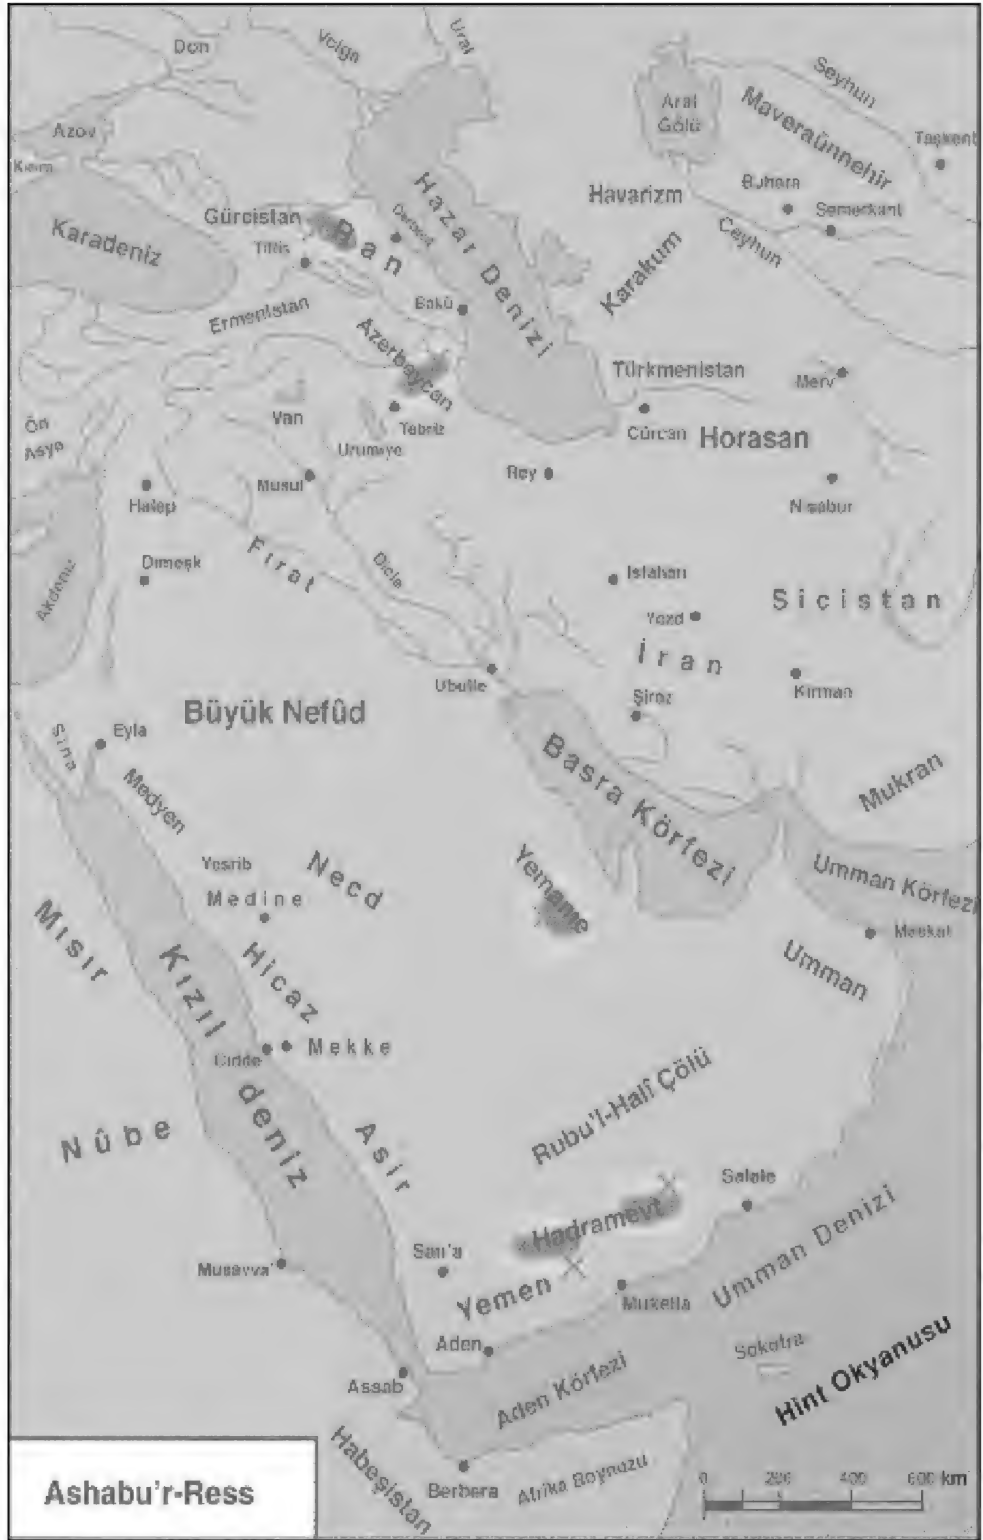 Don
Volga
Ural
Seyhun
Aral
Gölü
Maveraünnehir
Taşkent
Azov
Kırım
Havarizm
Buhara
Semerkant
Gürcistan
Karadeniz
Tiflis
Ran
Derbent
Hazar Denizi
Ceyhun
Karakum
Bakû
Ermenistan
Azerbaycan
Türkmenistan
Merv
Ön
Asya
Van
Tebriz
Urumiye
Cürcan
Horasan
Rey
Musul
Halep
Nisabur
Fırat
Dicle
Dımeşk
Akdeniz
Isfahan
Sicistan
Yezd
İran
Kirman
Ubulle
Şiraz
Büyük Nefûd
Sina
Eyla
Medyen
Basra Körfezi
Mukran
Yesrib
Medine
Necd
Yemame
Umman Körfezi
Maskat
Mısır
Hicaz
Umman
Kızıl deniz
Cidde
Mekke
Nûbe
Asir
Rubu'l-Halî Çölü
Salale
Hadramevt
Umman Denizi
San'a
Musavva'
Yemen
Mukella
Aden
Sokotra
Hint Okyanusu
Assab
Aden Körfezi
Habeşistan
Berbera
Afrika Boynuzu
0 200 400 600 km
Ashabu'r-Ress